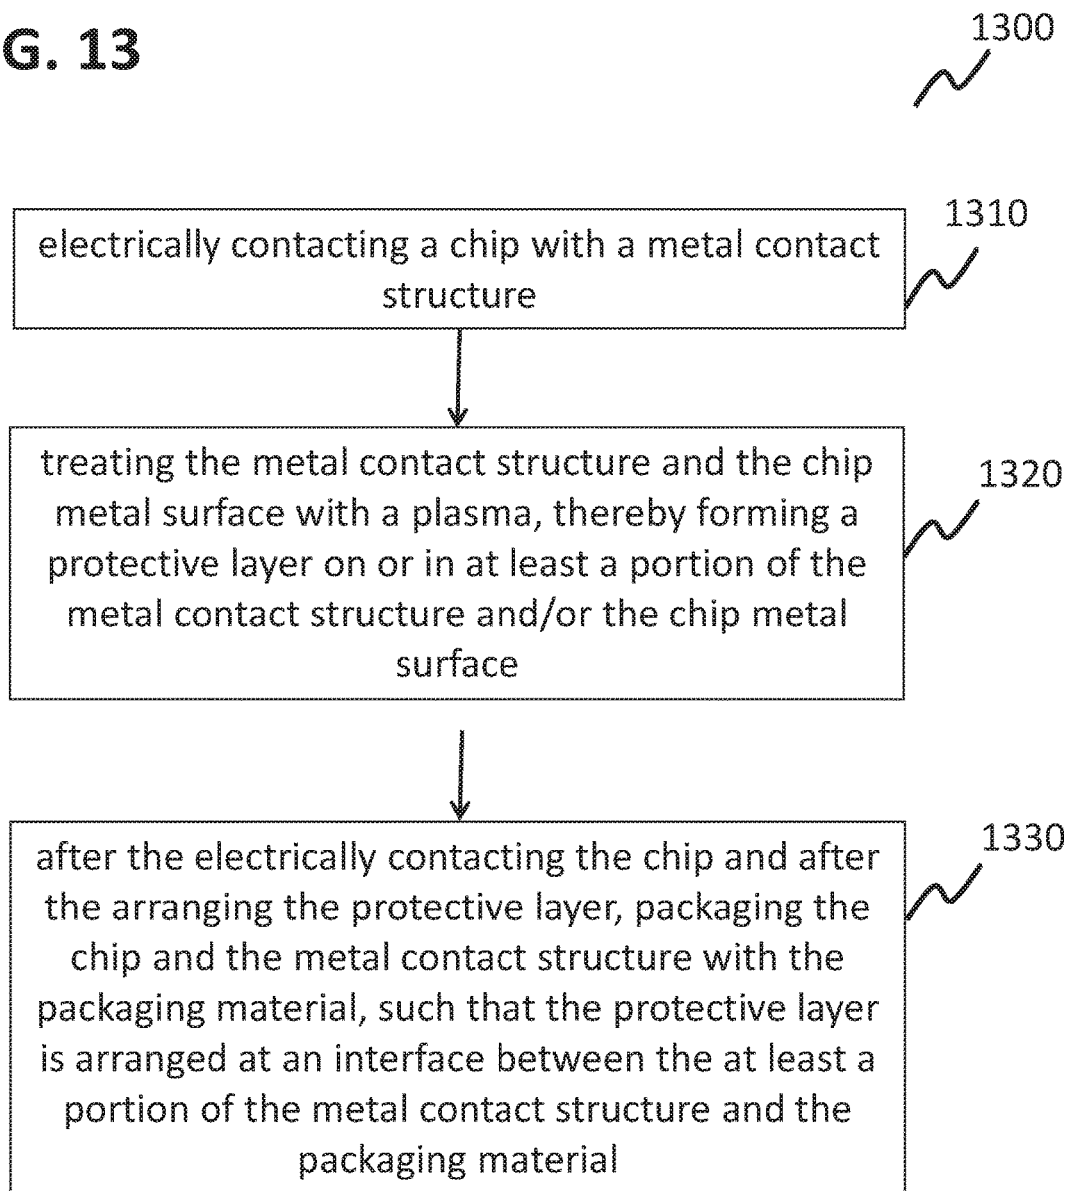 G. 13
1300
1310
electrically contacting a chip with a metal contact
structure
1320
treating the metal contact structure and the chip
metal surface with a plasma, thereby forming a
protective layer on or in at least a portion of the
metal contact structure and/or the chip metal
surface
1330
after the electrically contacting the chip and after
the arranging the protective layer, packaging the
chip and the metal contact structure with the
packaging material, such that the protective layer
is arranged at an interface between the at least a
portion of the metal contact structure and the
packaging material